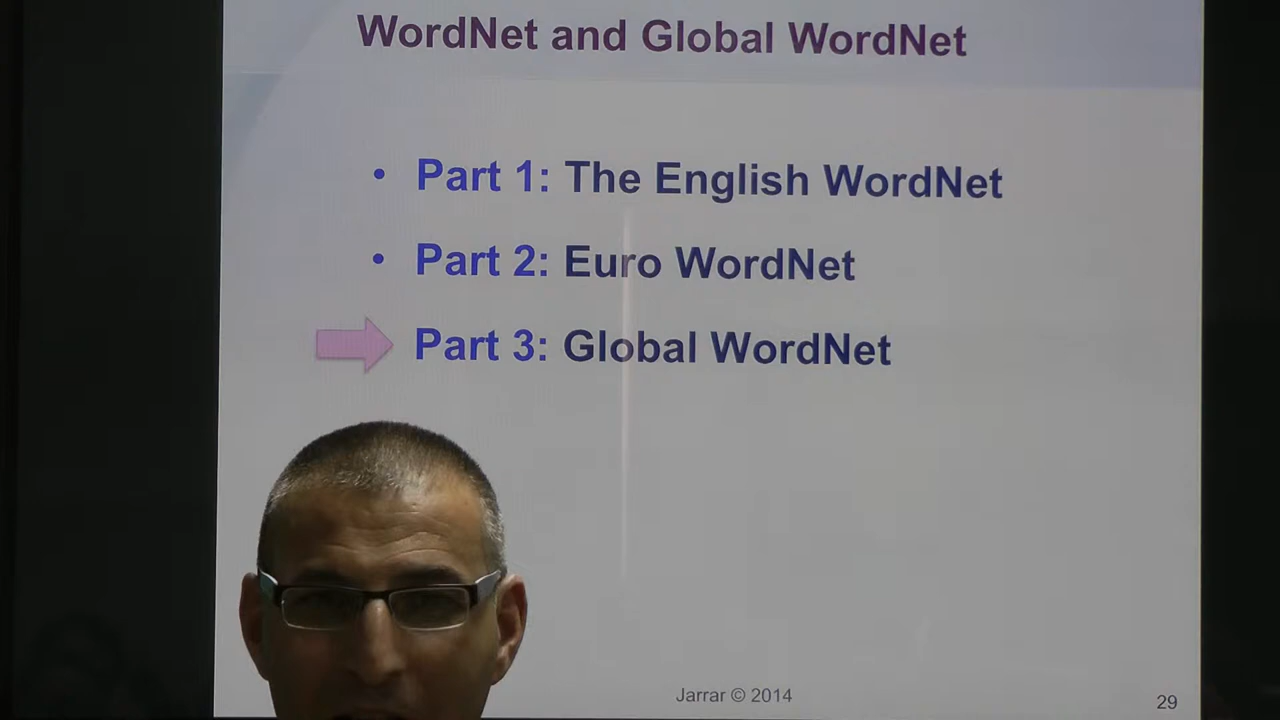 WordNet and Global WordNet
• Part 1: The English WordNet
• Part 2: Euro WordNet
• Part 3: Global WordNet
Jarrar © 2014
29